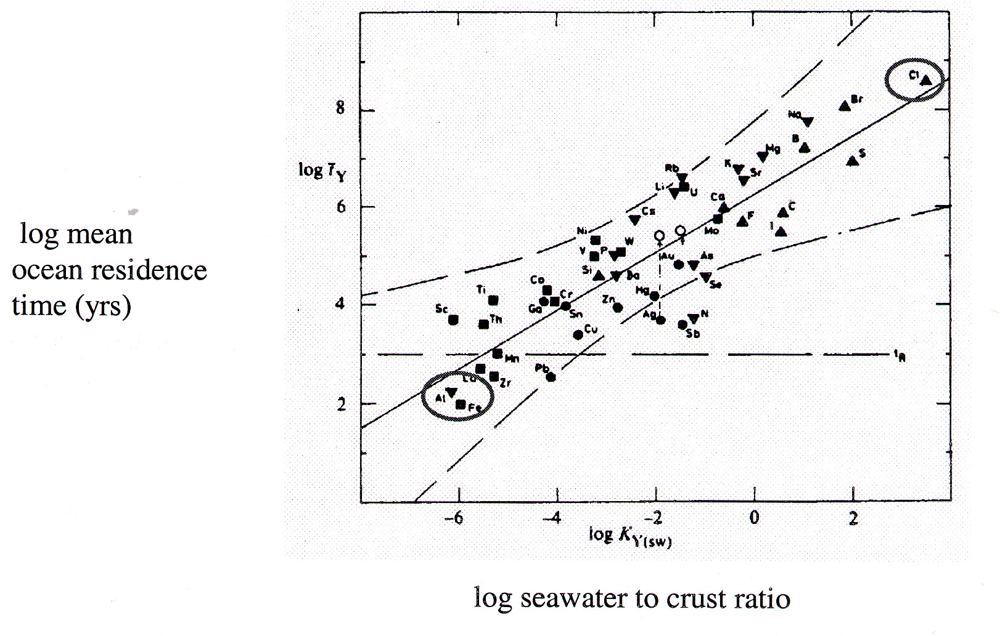 Cl
Br
8
Na
B
Mg
S
log τ̄Y
Rb
K
Sr
Li
U
Ca
6
C
Cs
F
Mo
I
Ni
W
log mean
V
P
Au
As
ocean residence
Si
Ba
Co
Se
Ti
Hg
Cr
time (yrs)
4
Zn
Sc
Ga
Sn
Ag
N
Th
Cu
Sb
Mn
Pb
La
Zr
2
Al
Fe
-6
-4
-2
0
2
log KY(sw)
log seawater to crust ratio